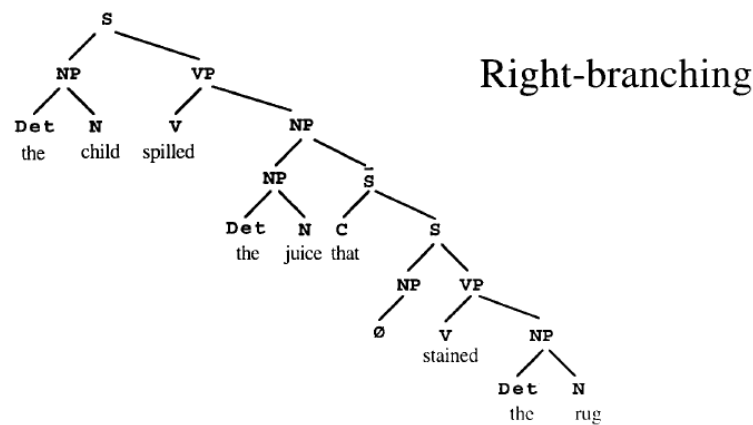 S
Right-branching
NP VP
Det N V NP
the child spilled
NP S̄
Det N C S
the juice that
NP VP
Ø V NP
stained
Det N
the rug